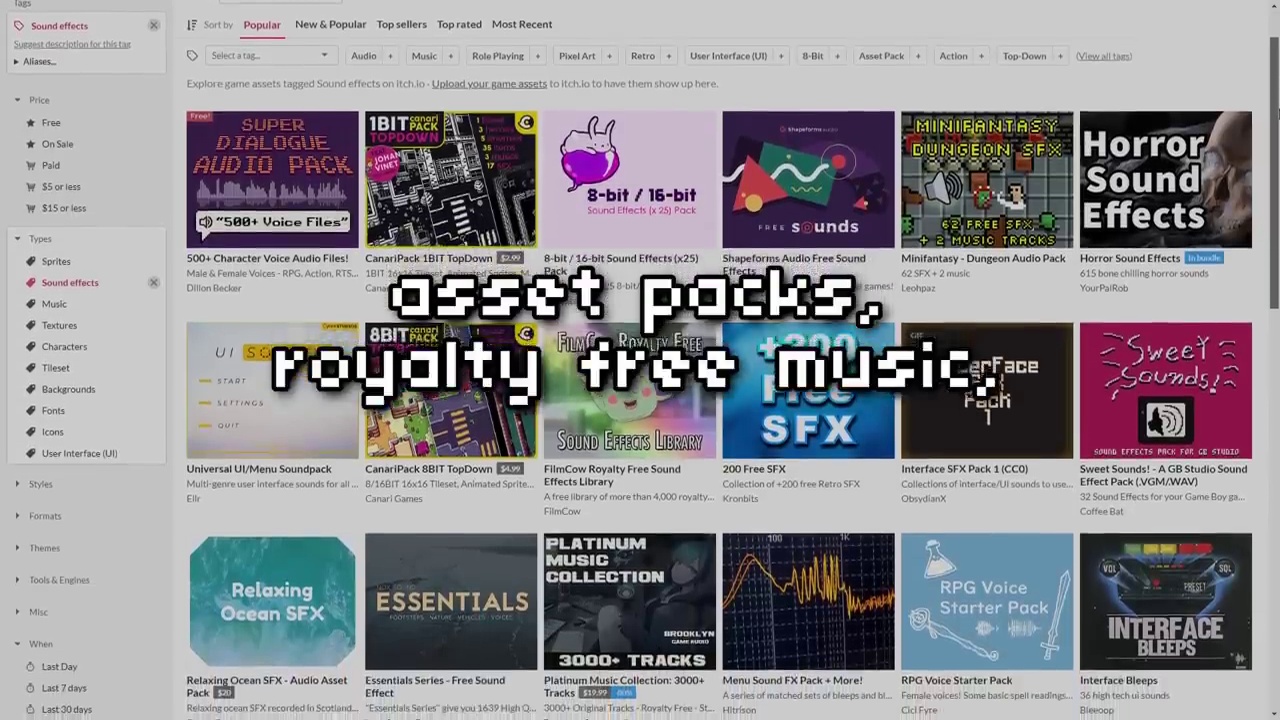 Tags
Sound effects
Suggest description for this tag
Aliases...
Price
Free
On Sale
Paid
$5 or less
$15 or less
Types
Sprites
Sound effects
Music
Textures
Characters
Tileset
Backgrounds
Fonts
Icons
User Interface (UI)
Styles
Formats
Themes
Tools & Engines
Misc
When
Last Day
Last 7 days
Last 30 days
Sort by Popular New & Popular Top sellers Top rated Most Recent
Select a tag... Audio + Music + Role Playing + Pixel Art + Retro + User Interface (UI) + 8-Bit + Asset Pack + Action + Top-Down + (View all tags)
Explore game assets tagged Sound effects on itch.io · Upload your game assets to itch.io to have them show up here.
Free!
SUPER
DIALOGUE
AUDIO PACK
"500+ Voice Files"
500+ Character Voice Audio Files!
Male & Female Voices - RPG, Action, RTS...
Dillon Becker
1BIT canari PACK
TOPDOWN
JOHAN
VINET
CanariPack 1BIT TopDown $2.99
8-bit / 16-bit
Sound Effects (x 25) Pack
8-bit / 16-bit Sound Effects (x25)
Pack
Shapeforms Audio
FREE sounds
Shapeforms Audio Free Sound
Effects
MINIFANTASY
DUNGEON SFX
62 FREE SFX
+ 2 MUSIC TRACKS
Minifantasy - Dungeon Audio Pack
62 SFX + 2 music
Leohpaz
Horror
Sound
Effects
Horror Sound Effects In bundle
615 bone chilling horror sounds
YourPalRob
asset packs,
royalty free music,
UI
START
SETTINGS
QUIT
Universal UI/Menu Soundpack
Multi-genre user interface sounds for all ...
Ellr
8BIT canari PACK
CanariPack 8BIT TopDown $4.99
8/16BIT 16x16 Tileset, Animated Sprite...
Canari Games
SOUND EFFECTS LIBRARY
FilmCow Royalty Free Sound
Effects Library
A free library of more than 4,000 royalty...
FilmCow
+200
Free
SFX
200 Free SFX
Collection of +200 free Retro SFX
Kronbits
Pack
1
Interface SFX Pack 1 (CC0)
Collections of interface/UI sounds to use...
ObsydianX
Sweet
Sounds!
SOUND EFFECTS PACK FOR GB STUDIO
Sweet Sounds! - A GB Studio Sound
Effect Pack (.VGM/.WAV)
32 Sound Effects for your Game Boy ga...
Coffee Bat
Relaxing
Ocean SFX
Relaxing Ocean SFX - Audio Asset
Pack $20
Relaxing ocean SFX recorded in Scotland...
ESSENTIALS
FOOTSTEPS NATURE VEHICLES VOICES
Essentials Series - Free Sound
Effect
"Essentials Series" give you 1639 High Q...
PLATINUM
MUSIC
COLLECTION
BROOKLYN
GAME AUDIO
3000+ TRACKS
Platinum Music Collection: 3000+
Tracks $19.99 -80%
3000+ Original Tracks - Royalty Free - St...
100 1K
Menu Sound FX Pack + More!
A series of matched sets of bleeps and bl...
Hitrison
RPG Voice
Starter Pack
RPG Voice Starter Pack
Female voices! Some basic spell readings...
Cici Fyre
VOL SQL
PRESET
INTERFACE
BLEEPS
Interface Bleeps
36 high tech ui sounds
Bleeoop